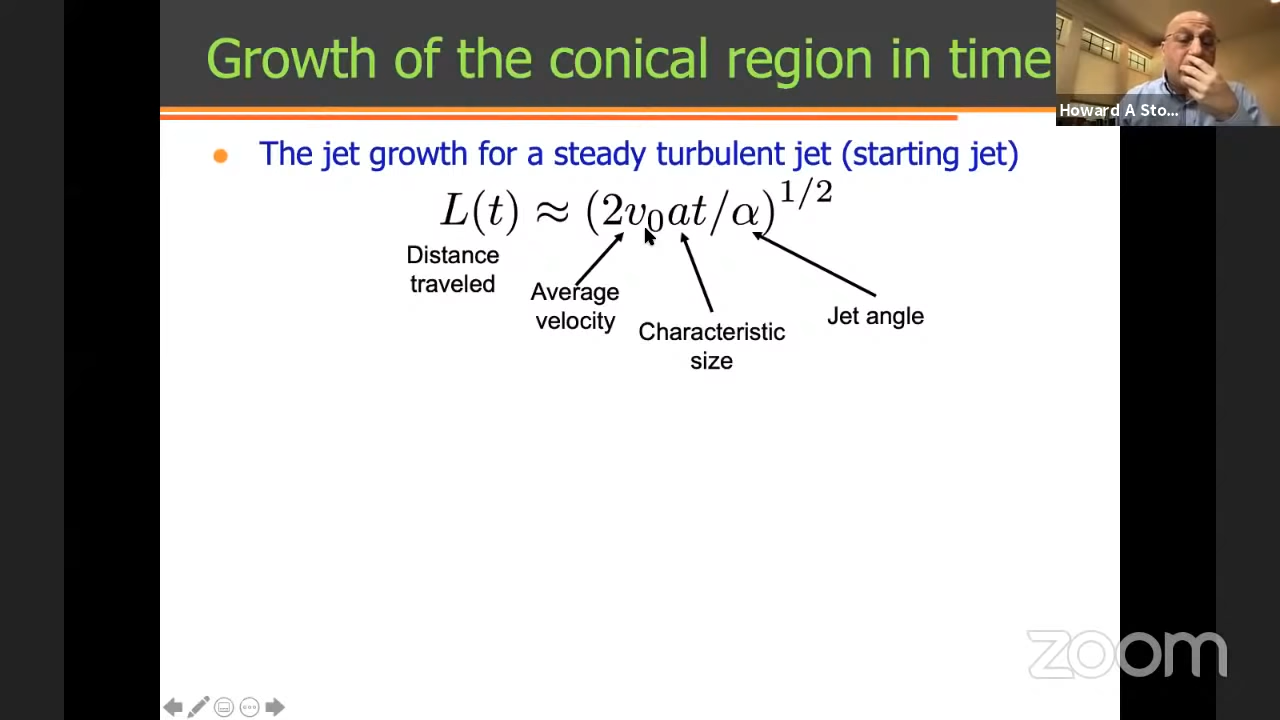 Growth of the conical region in time
Howard A Sto...
The jet growth for a steady turbulent jet (starting jet)
L(t) ≈ (2v₀at/α)^{1/2}
Distance
traveled
Average
velocity
Characteristic
size
Jet angle
zoom